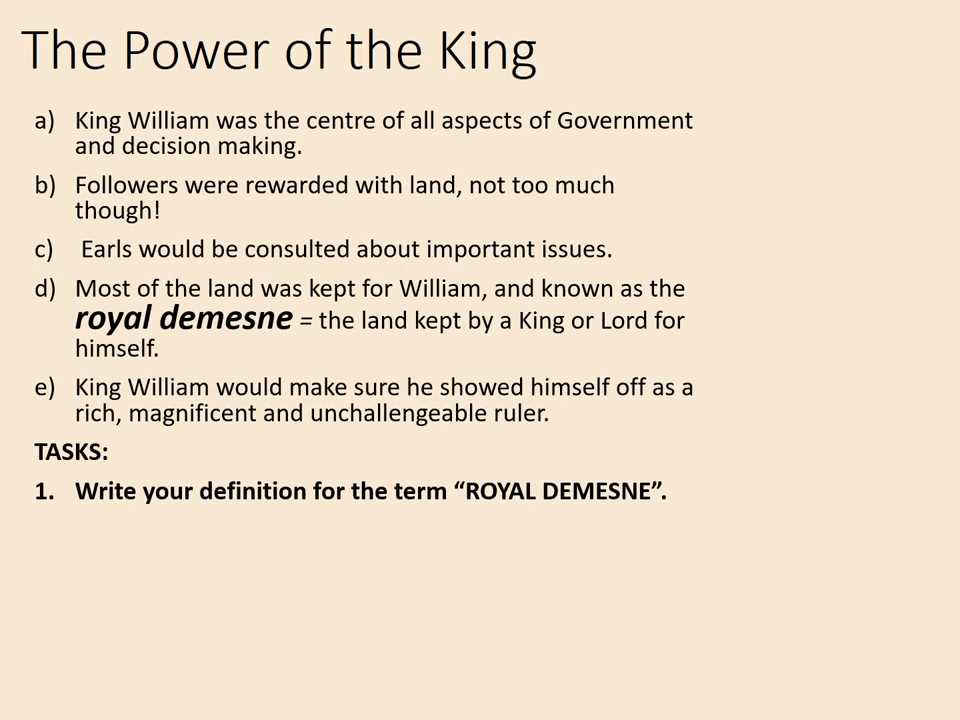 The Power of the King
a) King William was the centre of all aspects of Government
and decision making.
b) Followers were rewarded with land, not too much
though!
c) Earls would be consulted about important issues.
d) Most of the land was kept for William, and known as the
royal demesne = the land kept by a King or Lord for
himself.
e) King William would make sure he showed himself off as a
rich, magnificent and unchallengeable ruler.
TASKS:
1. Write your definition for the term “ROYAL DEMESNE”.